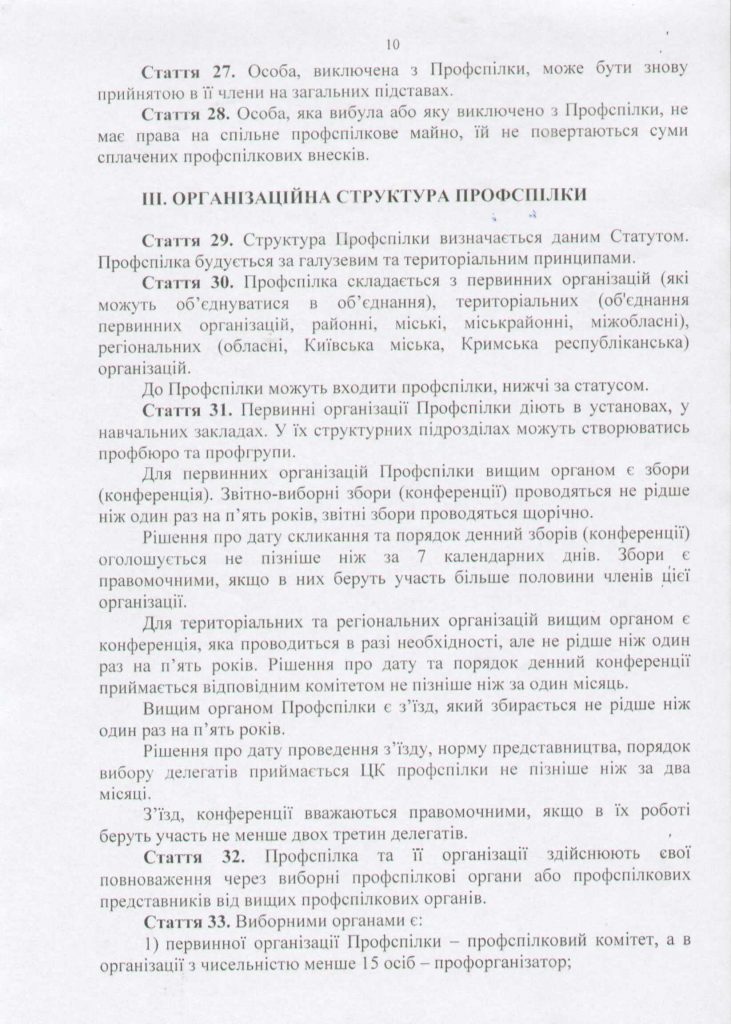 10
Стаття 27. Особа, виключена з Профспілки, може бути знову
прийнятою в її члени на загальних підставах.
Стаття 28. Особа, яка вибула або яку виключено з Профспілки, не
має права на спільне профспілкове майно, їй не повертаються суми
сплачених профспілкових внесків.
ІІІ. ОРГАНІЗАЦІЙНА СТРУКТУРА ПРОФСПІЛКИ
Стаття 29. Структура Профспілки визначається даним Статутом.
Профспілка будується за галузевим та територіальним принципами.
Стаття 30. Профспілка складається з первинних організацій (які
можуть об’єднуватися в об’єднання), територіальних (об'єднання
первинних організацій, районні, міські, міськрайонні, міжобласні),
регіональних (обласні, Київська міська, Кримська республіканська)
організацій.
До Профспілки можуть входити профспілки, нижчі за статусом.
Стаття 31. Первинні організації Профспілки діють в установах, у
навчальних закладах. У їх структурних підрозділах можуть створюватись
профбюро та профгрупи.
Для первинних організацій Профспілки вищим органом є збори
(конференція). Звітно-виборні збори (конференції) проводяться не рідше
ніж один раз на п’ять років, звітні збори проводяться щорічно.
Рішення про дату скликання та порядок денний зборів (конференції)
оголошується не пізніше ніж за 7 календарних днів. Збори є
правомочними, якщо в них беруть участь більше половини членів цієї
організації.
Для територіальних та регіональних організацій вищим органом є
конференція, яка проводиться в разі необхідності, але не рідше ніж один
раз на п’ять років. Рішення про дату та порядок денний конференції
приймається відповідним комітетом не пізніше ніж за один місяць.
Вищим органом Профспілки є з’їзд, який збирається не рідше ніж
один раз на п’ять років.
Рішення про дату проведення з’їзду, норму представництва, порядок
вибору делегатів приймається ЦК профспілки не пізніше ніж за два
місяці.
З’їзд, конференції вважаються правомочними, якщо в їх роботі
беруть участь не менше двох третин делегатів.
Стаття 32. Профспілка та її організації здійснюють свої
повноваження через виборні профспілкові органи або профспілкових
представників від вищих профспілкових органів.
Стаття 33. Виборними органами є:
1) первинної організації Профспілки – профспілковий комітет, а в
організації з чисельністю менше 15 осіб – профорганізатор;